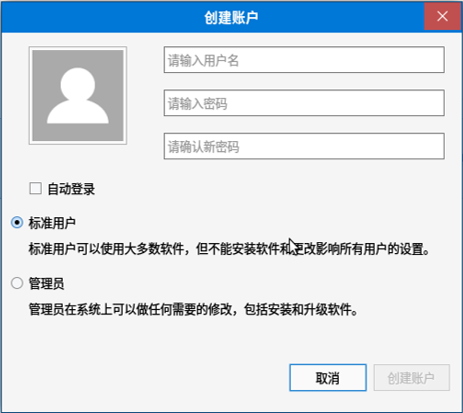 创建账户
请输入用户名
请输入密码
请确认新密码
自动登录
标准用户
标准用户可以使用大多数软件，但不能安装软件和更改影响所有用户的设置。
管理员
管理员在系统上可以做任何需要的修改，包括安装和升级软件。
取消
创建账户